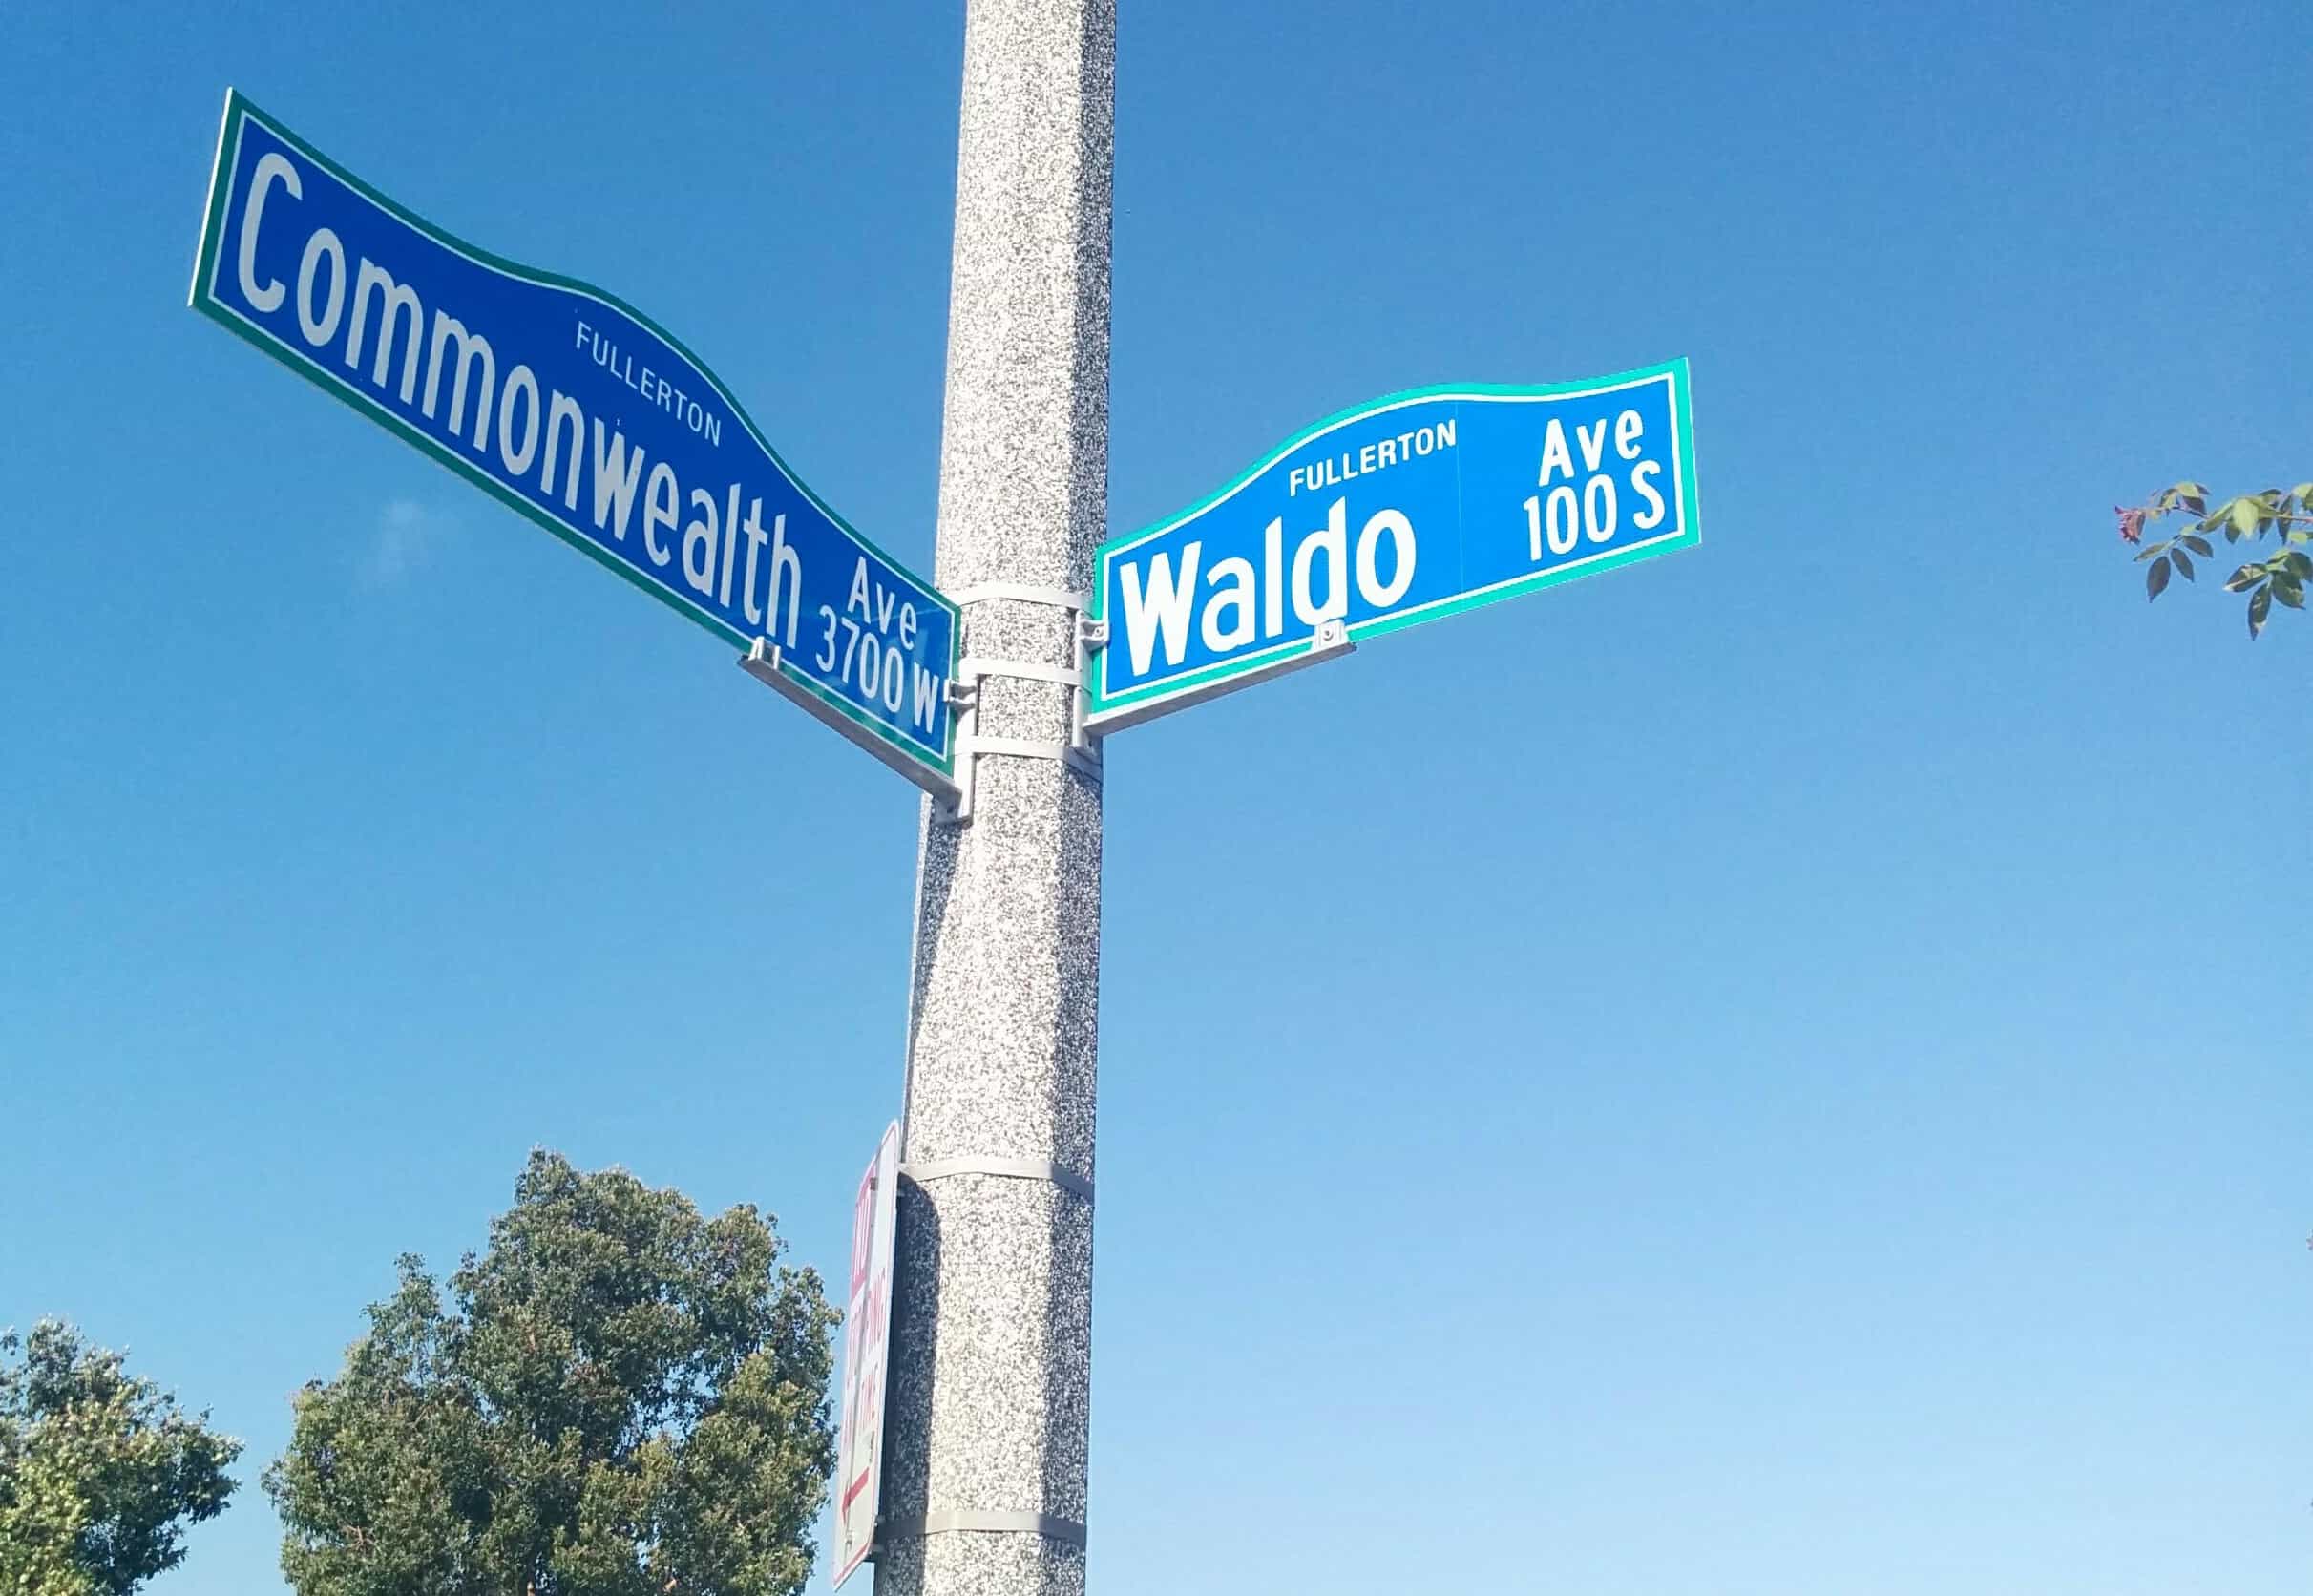 FULLERTON
Commonwealth Ave
3700 W
FULLERTON
Waldo Ave
100 S